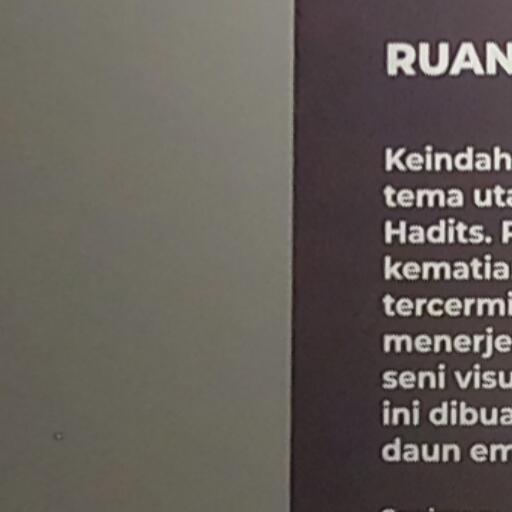 RUAN
Keindah
tema uta
Hadits. P
kematia
tercermi
menerje
seni visu
ini dibua
daun em